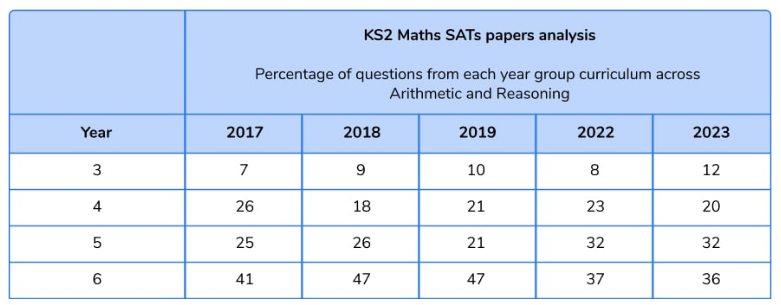 KS2 Maths SATs papers analysis
Percentage of questions from each year group curriculum across
Arithmetic and Reasoning
Year 2017 2018 2019 2022 2023
3 7 9 10 8 12
4 26 18 21 23 20
5 25 26 21 32 32
6 41 47 47 37 36